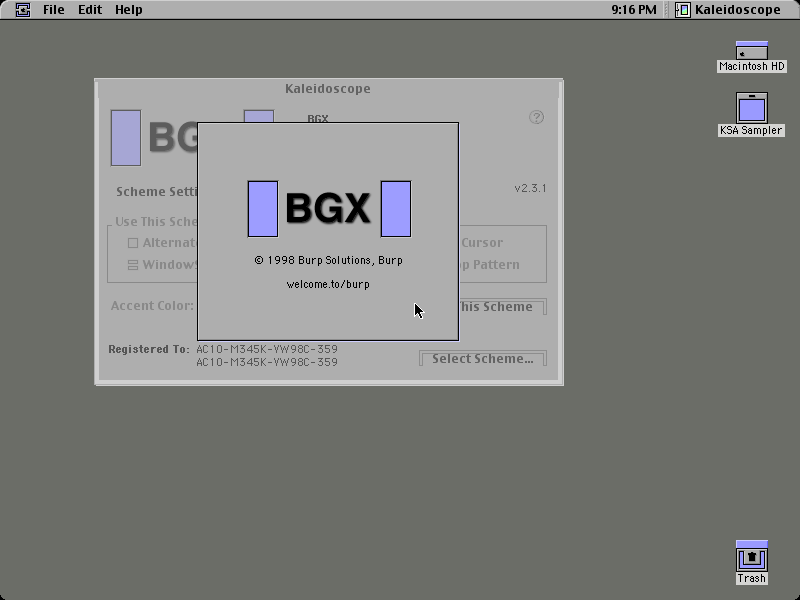 File Edit Help 9:16 PM Kaleidoscope
Macintosh HD
KSA Sampler
Kaleidoscope
BG
BGX
v2.3.1
Scheme Setti
Use This Sche
Alternat
Cursor
Window
p Pattern
Accent Color:
his Scheme
Registered To: AC10-M345K-VW98C-359
AC10-M345K-VW98C-359
Select Scheme...
BGX
© 1998 Burp Solutions, Burp
welcome.to/burp
Trash